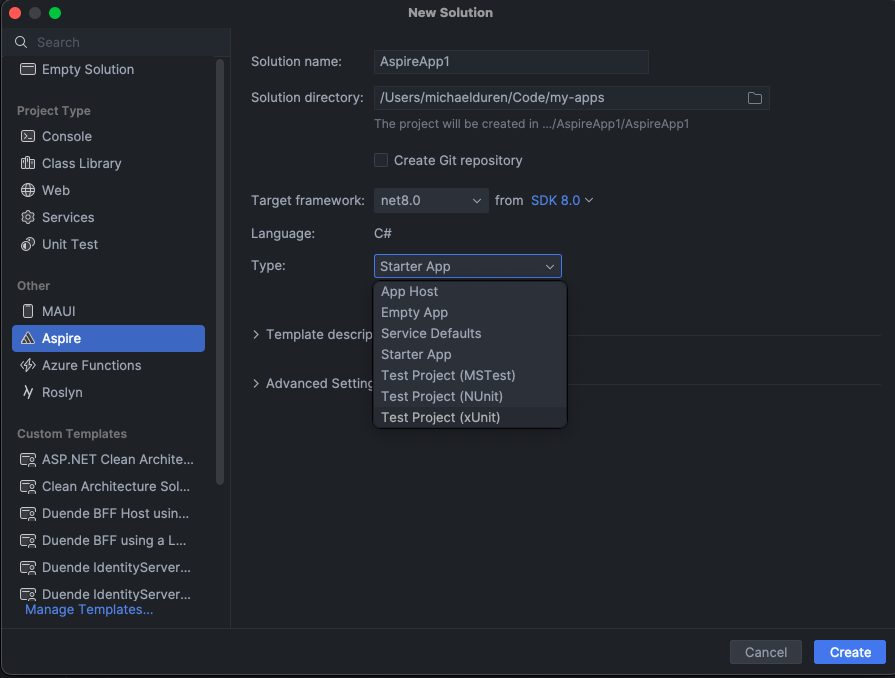 New Solution
Search
Empty Solution
Project Type
Console
Class Library
Web
Services
Unit Test
Other
MAUI
Aspire
Azure Functions
Roslyn
Custom Templates
ASP.NET Clean Archite...
Clean Architecture Sol...
Duende BFF Host usin...
Duende BFF using a L...
Duende IdentityServer...
Duende IdentityServer...
Manage Templates...
Solution name: AspireApp1
Solution directory: /Users/michaelduren/Code/my-apps
The project will be created in .../AspireApp1/AspireApp1
Create Git repository
Target framework: net8.0 from SDK 8.0
Language: C#
Type: Starter App
App Host
Empty App
Service Defaults
Template descrip
Starter App
Test Project (MSTest)
Advanced Setting
Test Project (NUnit)
Test Project (xUnit)
Cancel Create